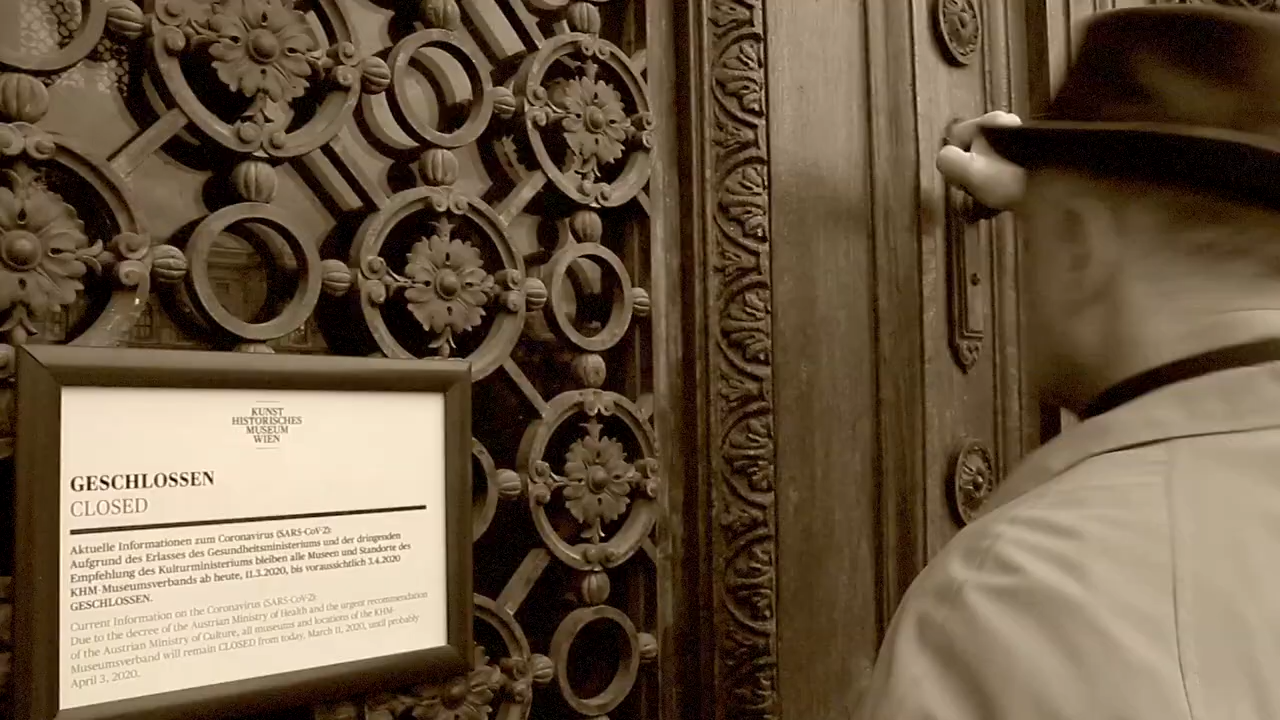 KUNST
HISTORISCHES
MUSEUM
WIEN
GESCHLOSSEN
CLOSED
Aktuelle Informationen zum Coronavirus (SARS-CoV-2):
Aufgrund des Erlasses des Gesundheitsministeriums und der dringenden
Empfehlung des Kulturministeriums bleiben alle Museen und Standorte des
KHM-Museumsverbands ab heute, 11.3.2020, bis voraussichtlich 3.4.2020
GESCHLOSSEN.
Current Information on the Coronavirus (SARS-CoV-2):
Due to the decree of the Austrian Ministry of Health and the urgent recommendation
of the Austrian Ministry of Culture, all museums and locations of the KHM-
Museumsverband will remain CLOSED from today, March 11, 2020, until probably
April 3, 2020.